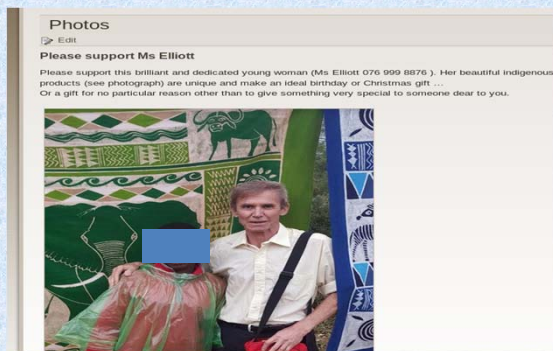 Photos
Edit
Please support Ms Elliott
Please support this brilliant and dedicated young woman (Ms Elliott 076 999 8876 ). Her beautiful indigenous
products (see photograph) are unique and make an ideal birthday or Christmas gift …
Or a gift for no particular reason other than to give something very special to someone dear to you.